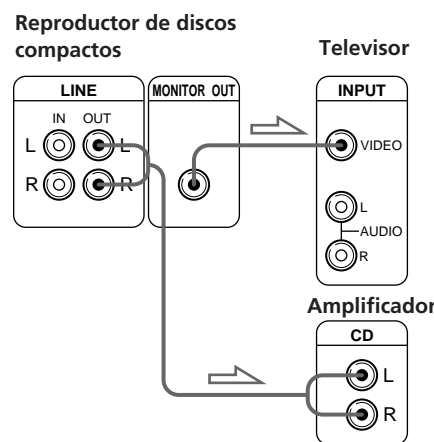 Reproductor de discos
compactos
Televisor
LINE
MONITOR OUT
INPUT
IN OUT
L L
R R
VIDEO
L
AUDIO
R
Amplificador
CD
L
R